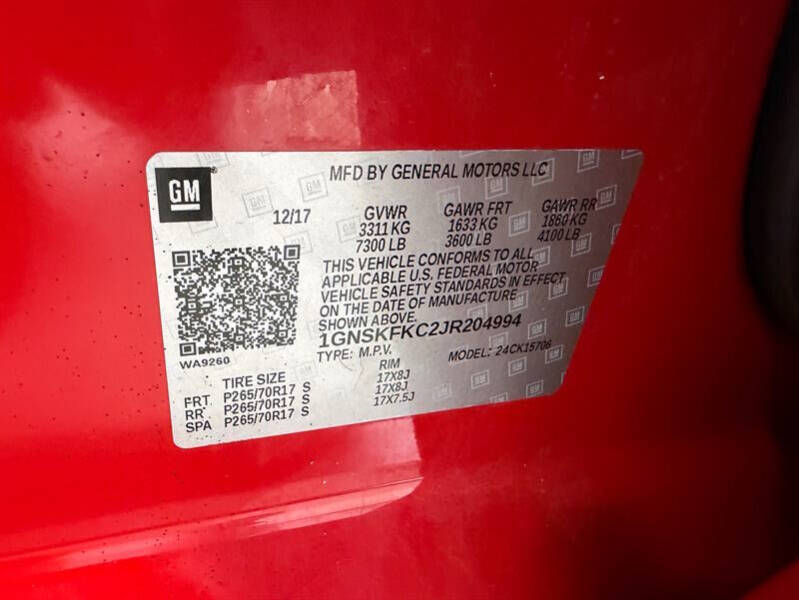 GM
MFD BY GENERAL MOTORS LLC
12/17
GVWR GAWR FRT GAWR RR
3311 KG 1633 KG 1860 KG
7300 LB 3600 LB 4100 LB
THIS VEHICLE CONFORMS TO ALL
APPLICABLE U.S. FEDERAL MOTOR
VEHICLE SAFETY STANDARDS IN EFFECT
ON THE DATE OF MANUFACTURE
SHOWN ABOVE.
1GNSKFKC2JR204994
TYPE: M.P.V. MODEL: 24CK15706
WA9260
TIRE SIZE RIM
FRT P265/70R17 S 17X8J
RR P265/70R17 S 17X8J
SPA P265/70R17 S 17X7.5J